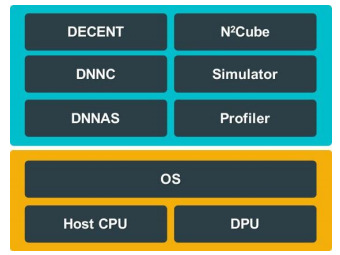 DECENT
N²Cube
DNNC
Simulator
DNNAS
Profiler
OS
Host CPU
DPU